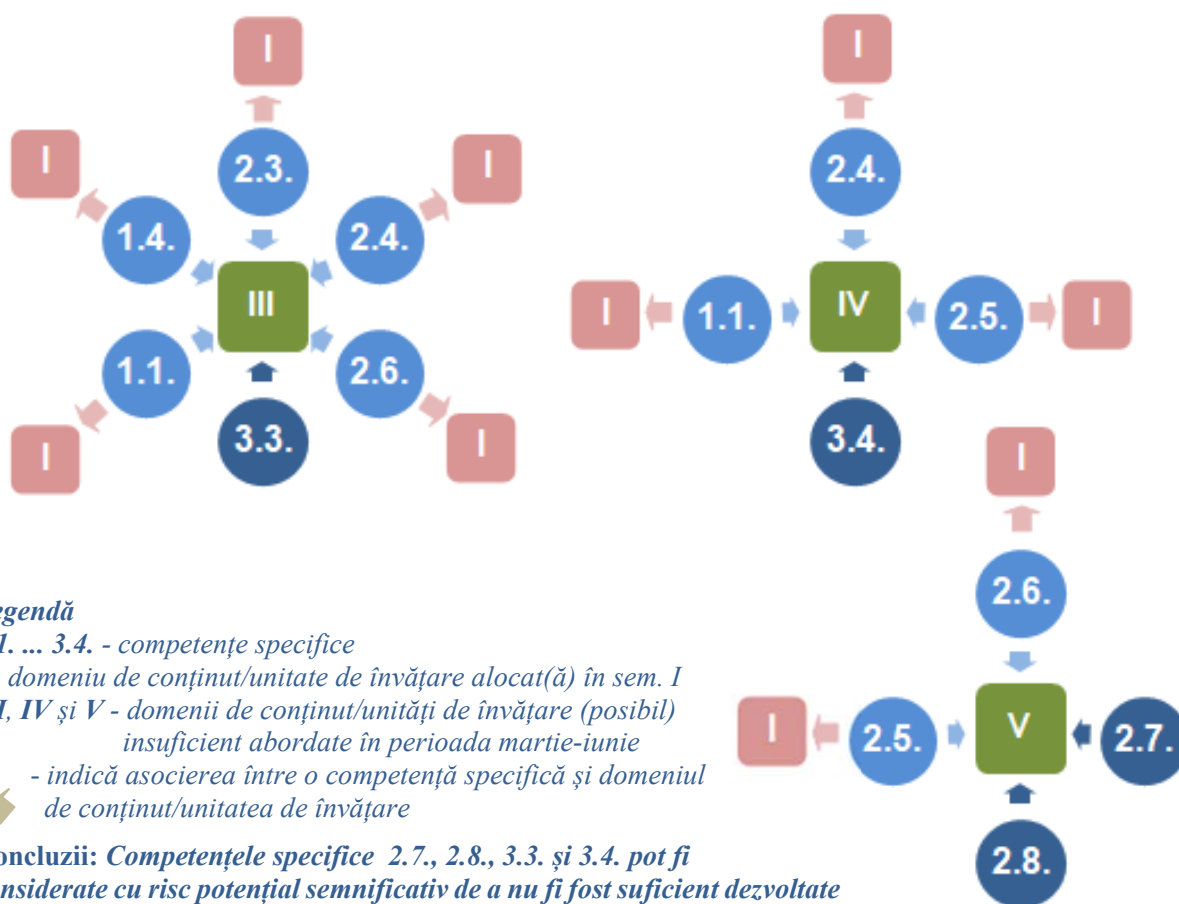 I
I
I
2.3.
2.4.
I
I
1.4.
2.4.
III
IV
I
1.1.
2.5.
I
1.1.
2.6.
3.3.
3.4.
I
I
I
2.6.
egendă
1. ... 3.4. - competențe specifice
domeniu de conținut/unitate de învățare alocat(ă) în sem. I
I, IV și V - domenii de conținut/unități de învățare (posibil)
insuficient abordate în perioada martie-iunie
- indică asocierea între o competență specifică și domeniul
de conținut/unitatea de învățare
I
2.5.
V
2.7.
2.8.
oncluzii: Competențele specifice 2.7., 2.8., 3.3. și 3.4. pot fi
onsiderate cu risc potențial semnificativ de a nu fi fost suficient dezvoltate